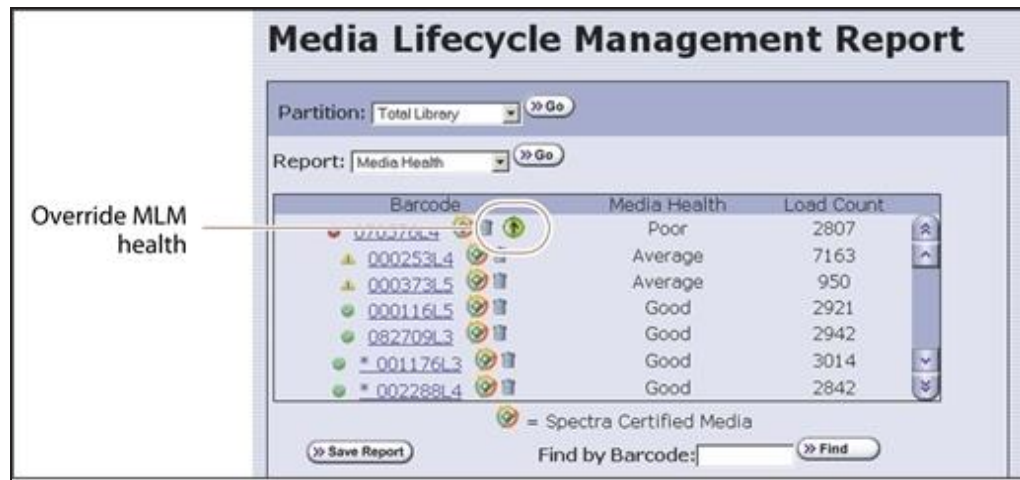 Media Lifecycle Management Report
Partition: Total Library » Go
Report: Media Health » Go
Override MLM
health
Barcode Media Health Load Count
070576L4 Poor 2807
000253L4 Average 7163
000373L5 Average 950
000116L5 Good 2921
082709L3 Good 2942
* 001176L3 Good 3014
* 002288L4 Good 2842
= Spectra Certified Media
» Save Report Find by Barcode: » Find